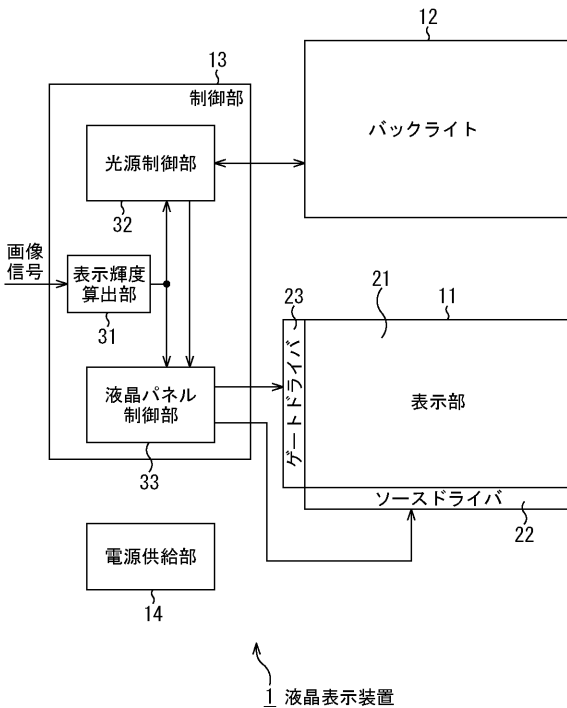 12
13
制御部
バックライト
光源制御部
32
画像
信号
表示輝度
算出部
31
21
23
11
液晶パネル
制御部
33
ゲートドライバ
表示部
ソースドライバ
22
電源供給部
14
1 液晶表示装置